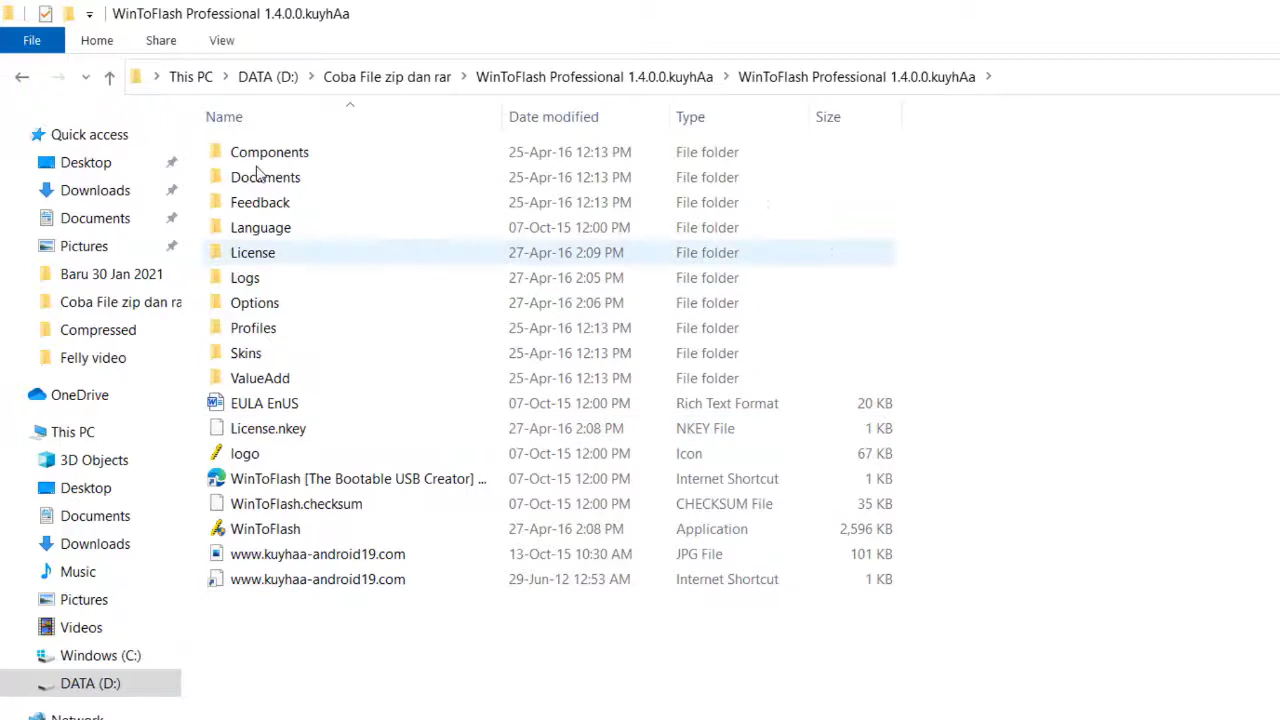 WinToFlash Professional 1.4.0.0.kuyhAa
File Home Share View
This PC DATA (D:) Coba File zip dan rar WinToFlash Professional 1.4.0.0.kuyhAa WinToFlash Professional 1.4.0.0.kuyhAa
Name Date modified Type Size
Quick access
Desktop
Downloads
Documents
Pictures
Baru 30 Jan 2021
Coba File zip dan ra
Compressed
Felly video
OneDrive
This PC
3D Objects
Desktop
Documents
Downloads
Music
Pictures
Videos
Windows (C:)
DATA (D:)
Network
Components 25-Apr-16 12:13 PM File folder
Documents 25-Apr-16 12:13 PM File folder
Feedback 25-Apr-16 12:13 PM File folder
Language 07-Oct-15 12:00 PM File folder
License 27-Apr-16 2:09 PM File folder
Logs 27-Apr-16 2:05 PM File folder
Options 27-Apr-16 2:06 PM File folder
Profiles 25-Apr-16 12:13 PM File folder
Skins 25-Apr-16 12:13 PM File folder
ValueAdd 25-Apr-16 12:13 PM File folder
EULA EnUS 07-Oct-15 12:00 PM Rich Text Format 20 KB
License.nkey 27-Apr-16 2:08 PM NKEY File 1 KB
logo 07-Oct-15 12:00 PM Icon 67 KB
WinToFlash [The Bootable USB Creator] ... 07-Oct-15 12:00 PM Internet Shortcut 1 KB
WinToFlash.checksum 07-Oct-15 12:00 PM CHECKSUM File 35 KB
WinToFlash 27-Apr-16 2:08 PM Application 2,596 KB
www.kuyhaa-android19.com 13-Oct-15 10:30 AM JPG File 101 KB
www.kuyhaa-android19.com 29-Jun-12 12:53 AM Internet Shortcut 1 KB